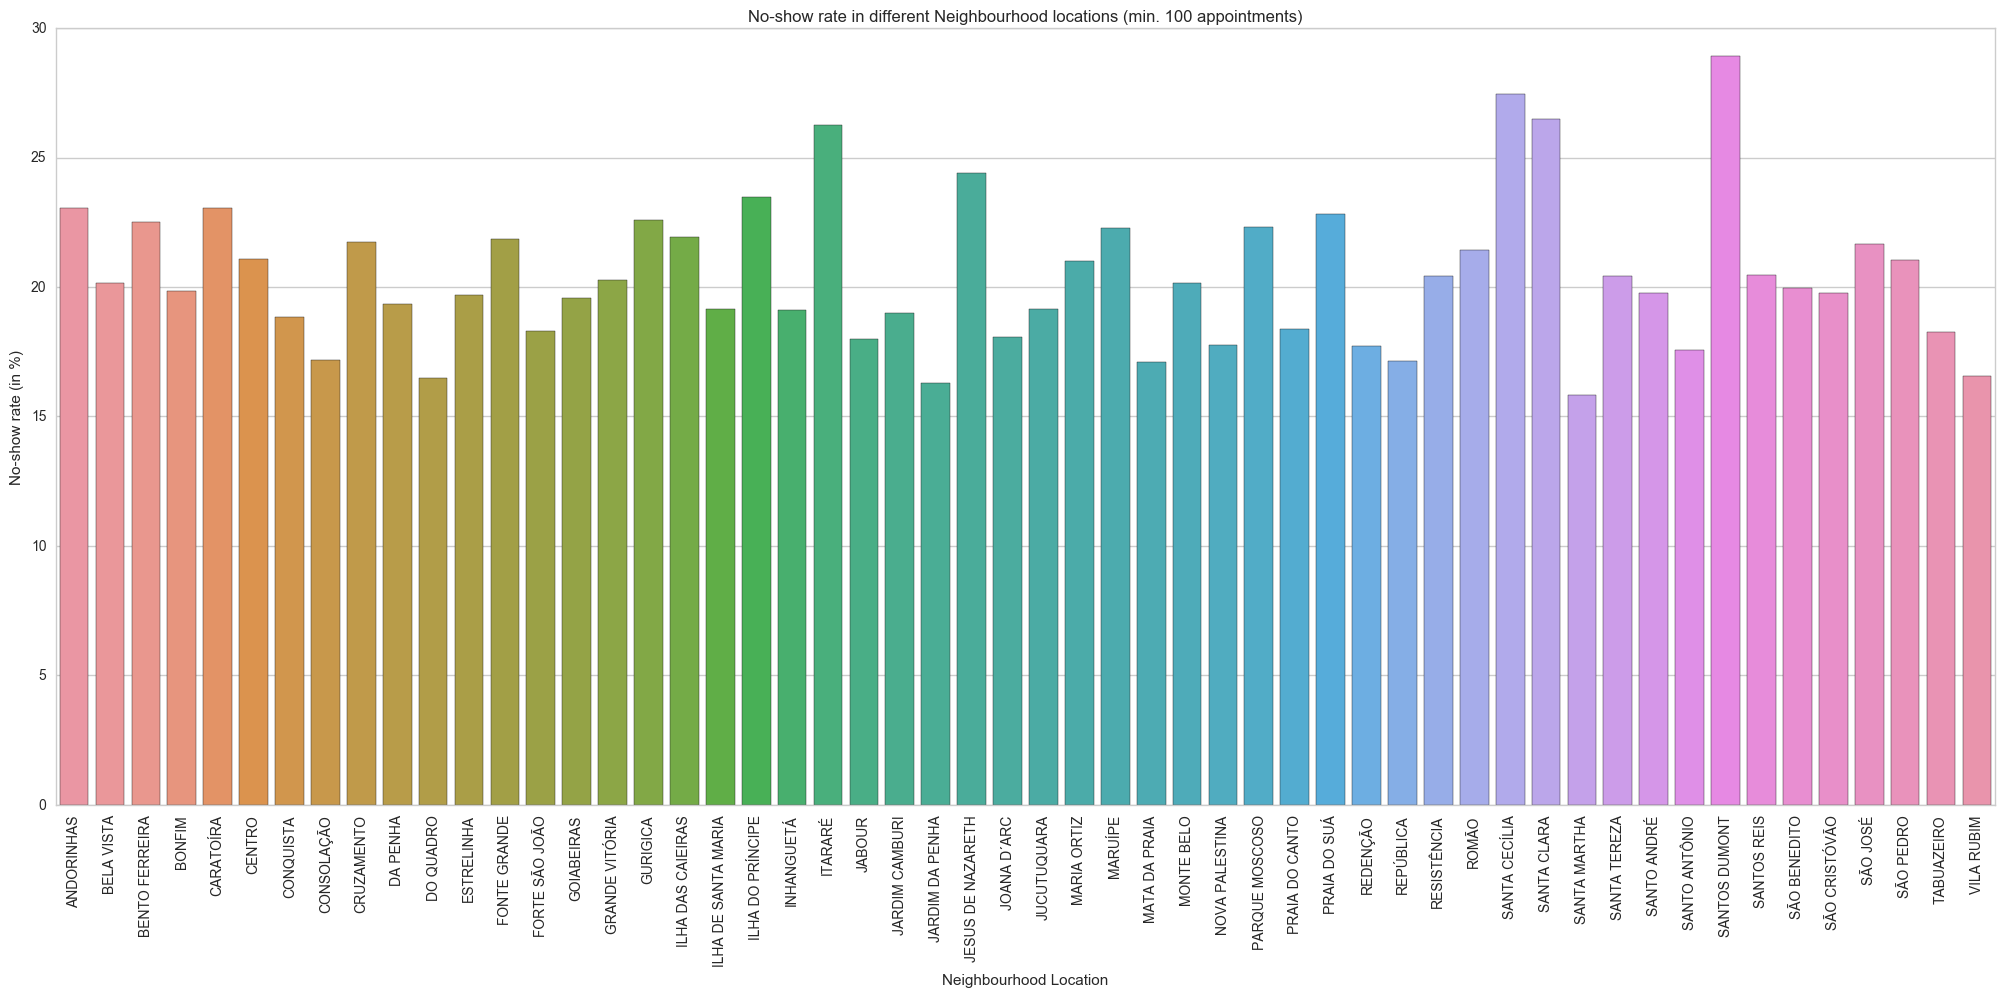 No-show rate in different Neighbourhood locations (min. 100 appointments)
No-show rate (in %)
30
25
20
15
10
5
0
ANDORINHAS
BELA VISTA
BENTO FERREIRA
BONFIM
CARATOÍRA
CENTRO
CONQUISTA
CONSOLAÇÃO
CRUZAMENTO
DA PENHA
DO QUADRO
ESTRELINHA
FONTE GRANDE
FORTE SÃO JOÃO
GOIABEIRAS
GRANDE VITÓRIA
GURIGICA
ILHA DAS CAIEIRAS
ILHA DE SANTA MARIA
ILHA DO PRÍNCIPE
INHANGUETÁ
ITARARÉ
JABOUR
JARDIM CAMBURI
JARDIM DA PENHA
JESUS DE NAZARETH
JOANA D´ARC
JUCUTUQUARA
MARIA ORTIZ
MARUÍPE
MATA DA PRAIA
MONTE BELO
NOVA PALESTINA
PARQUE MOSCOSO
PRAIA DO CANTO
PRAIA DO SUÁ
REDENÇÃO
REPÚBLICA
RESISTÊNCIA
ROMÃO
SANTA CECÍLIA
SANTA CLARA
SANTA MARTHA
SANTA TEREZA
SANTO ANDRÉ
SANTO ANTÔNIO
SANTOS DUMONT
SANTOS REIS
SÃO BENEDITO
SÃO CRISTÓVÃO
SÃO JOSÉ
SÃO PEDRO
TABUAZEIRO
VILA RUBIM
Neighbourhood Location